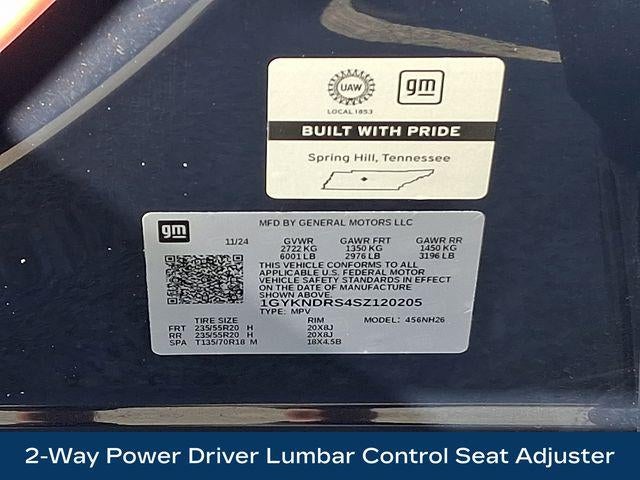 UAW
gm
LOCAL 1853
BUILT WITH PRIDE
Spring Hill, Tennessee
gm
MFD BY GENERAL MOTORS LLC
11/24 GVWR GAWR FRT GAWR RR
2722 KG 1350 KG 1450 KG
6001 LB 2976 LB 3196 LB
THIS VEHICLE CONFORMS TO ALL
APPLICABLE U.S. FEDERAL MOTOR
VEHICLE SAFETY STANDARDS IN EFFECT
ON THE DATE OF MANUFACTURE
SHOWN ABOVE.
1GYKNDRS4SZ120205
TYPE: MPV
TIRE SIZE RIM MODEL: 456NH26
FRT 235/55R20 H 20X8J
RR 235/55R20 H 20X8J
SPA T135/70R18 M 18X4.5B
2-Way Power Driver Lumbar Control Seat Adjuster